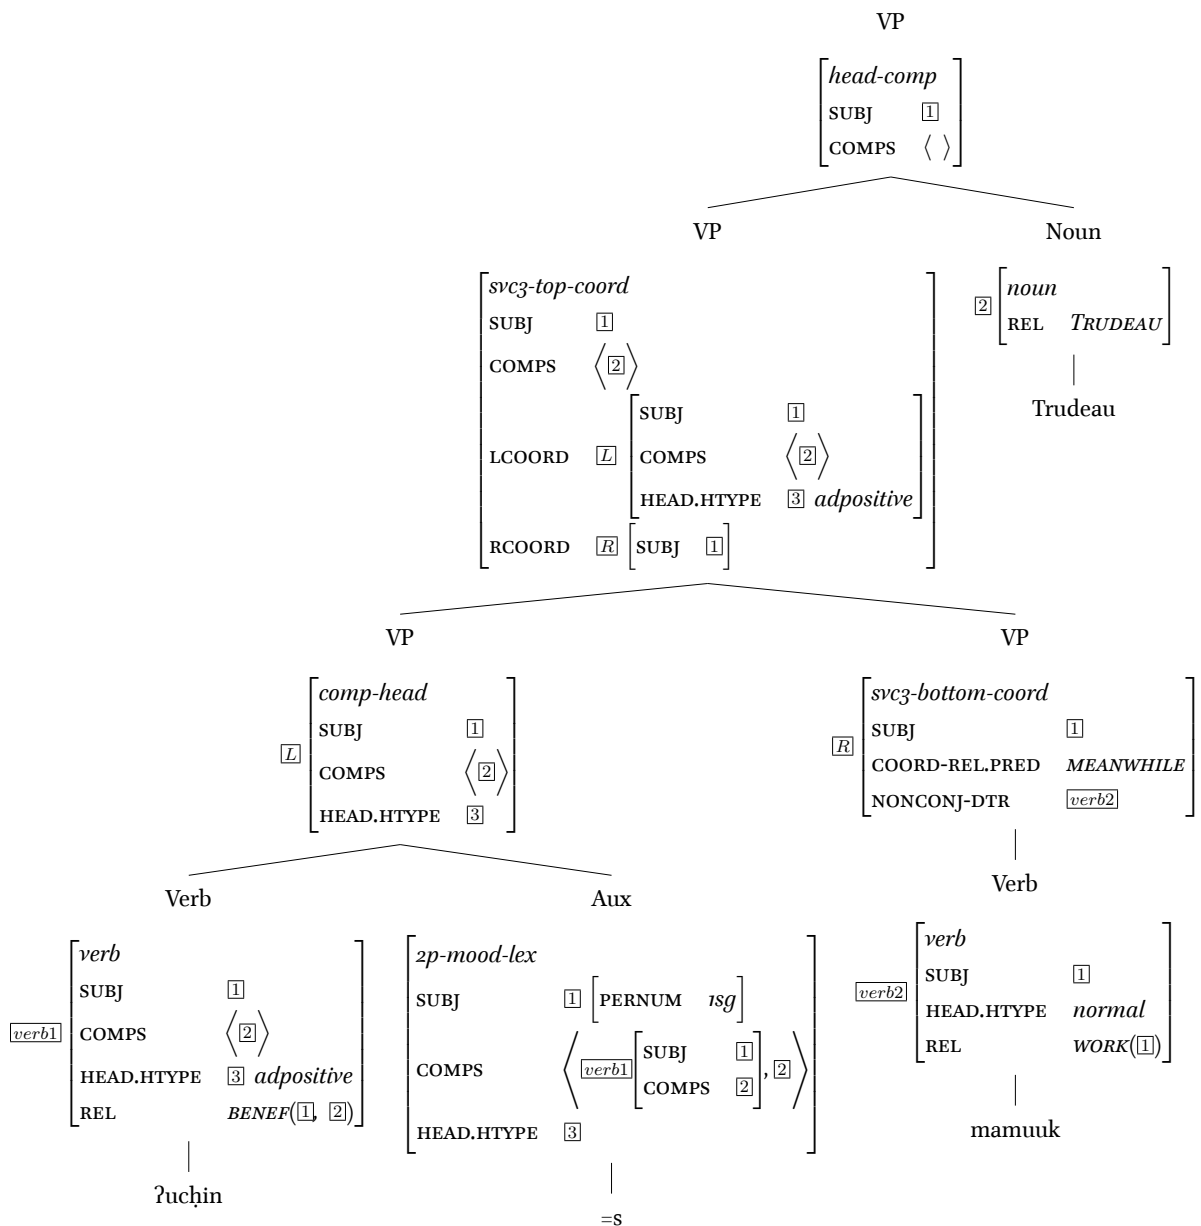 VP
head-comp
SUBJ 1
COMPS ⟨ ⟩
VP Noun
svc3-top-coord
SUBJ 1
COMPS ⟨2⟩
LCOORD L
SUBJ 1
COMPS ⟨2⟩
HEAD.HTYPE 3 adpositive
RCOORD R [SUBJ 1]
2
noun
REL TRUDEAU
Trudeau
VP VP
L
comp-head
SUBJ 1
COMPS ⟨2⟩
HEAD.HTYPE 3
R
svc3-bottom-coord
SUBJ 1
COORD-REL.PRED MEANWHILE
NONCONJ-DTR verb2
Verb Aux Verb
verb1
verb
SUBJ 1
COMPS ⟨2⟩
HEAD.HTYPE 3 adpositive
REL BENEF(1, 2)
ʔucḥin
2p-mood-lex
SUBJ 1 [PERNUM 1sg]
COMPS ⟨verb1 [SUBJ 1
COMPS 2], 2⟩
HEAD.HTYPE 3
=s
verb2
verb
SUBJ 1
HEAD.HTYPE normal
REL WORK(1)
mamuuk